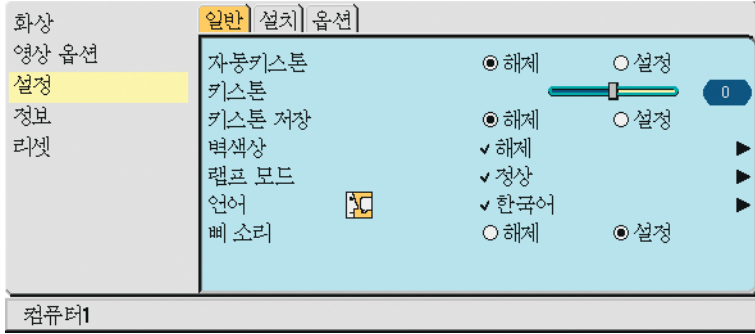 화상
영상 옵션
설정
정보
리셋
일반 설치 옵션
자동키스톤 해제 설정
키스톤 0
키스톤 저장 해제 설정
벽색상 해제
램프 모드 정상
언어 한국어
삐 소리 해제 설정
컴퓨터1